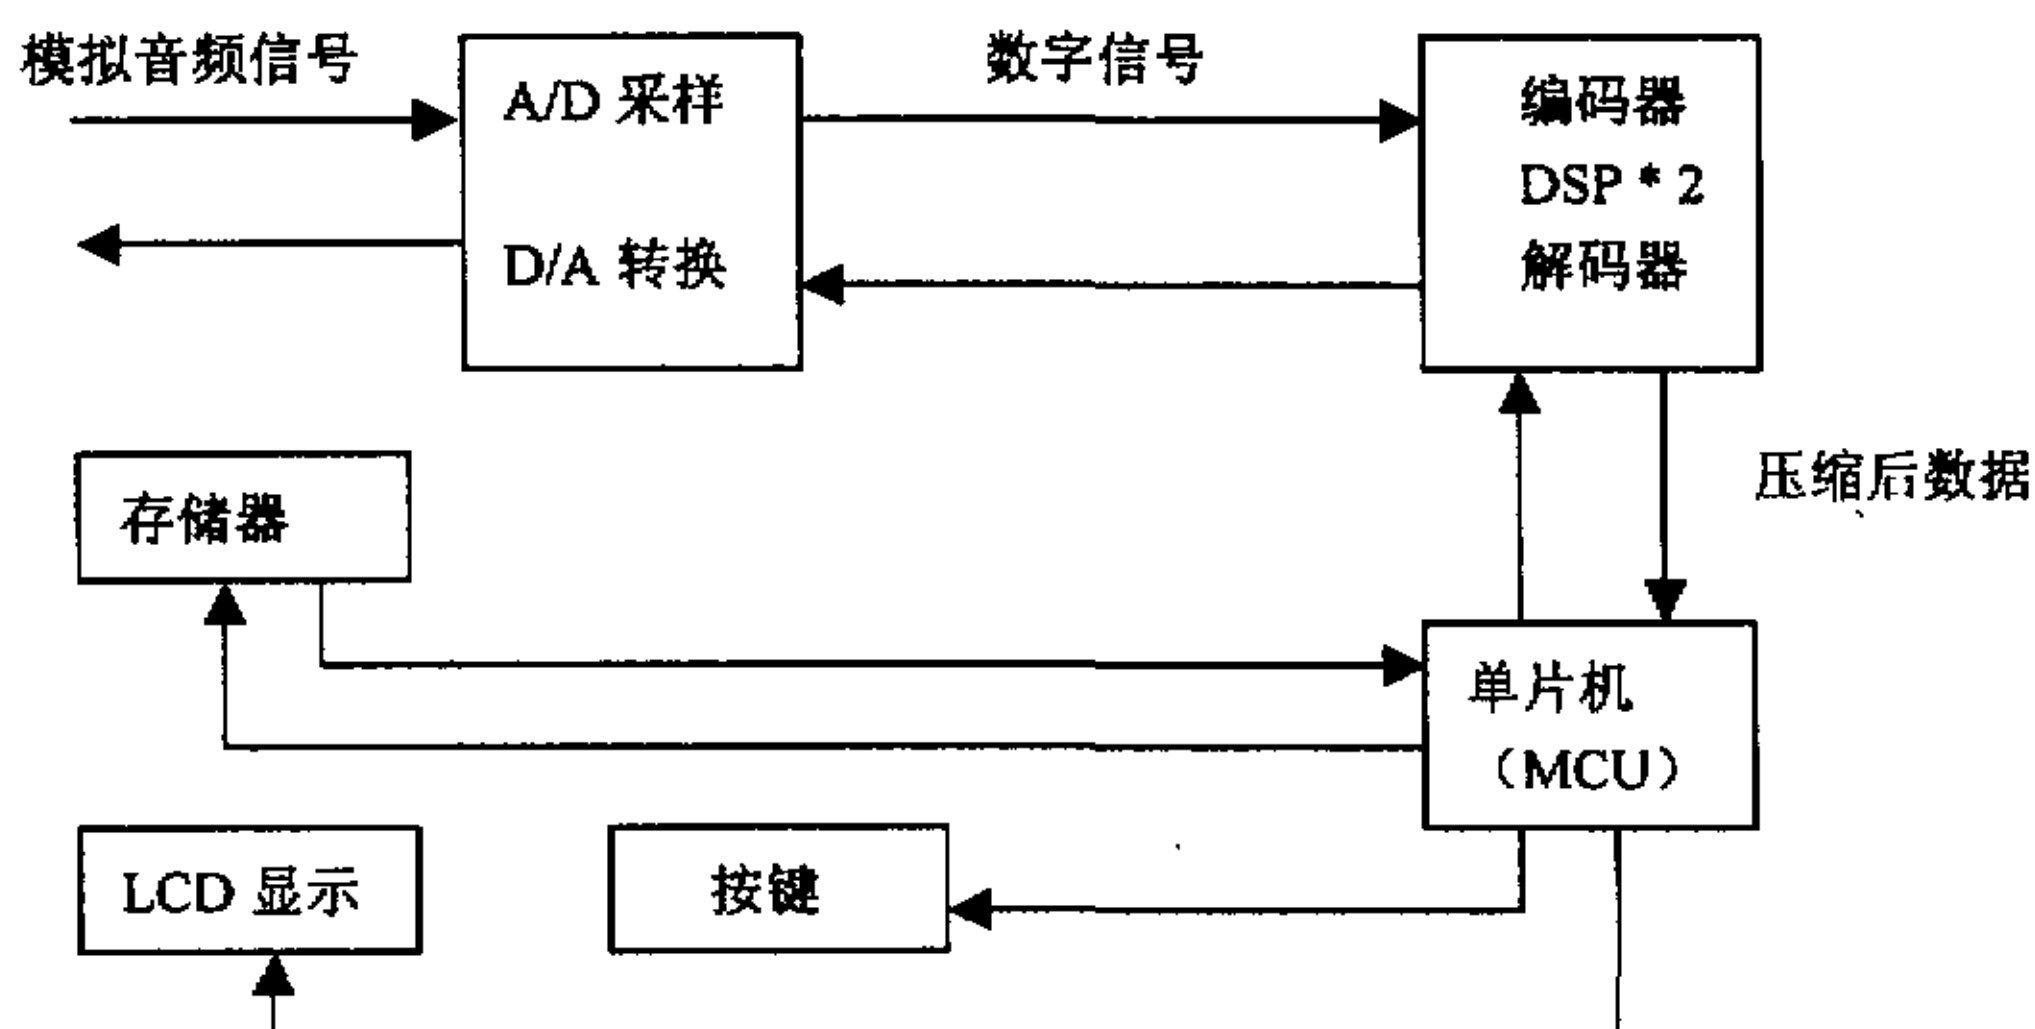 模拟音频信号
A/D 采样
D/A 转换
数字信号
编码器
DSP * 2
解码器
压缩后数据
存储器
单片机
（MCU）
LCD 显示
按键